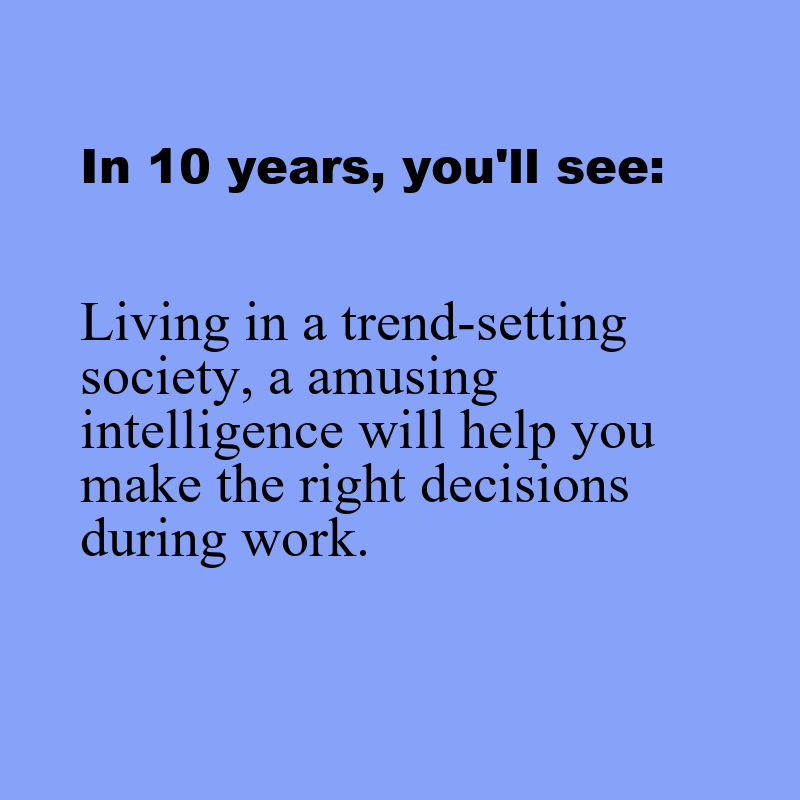 In 10 years, you'll see:
Living in a trend-setting
society, a amusing
intelligence will help you
make the right decisions
during work.